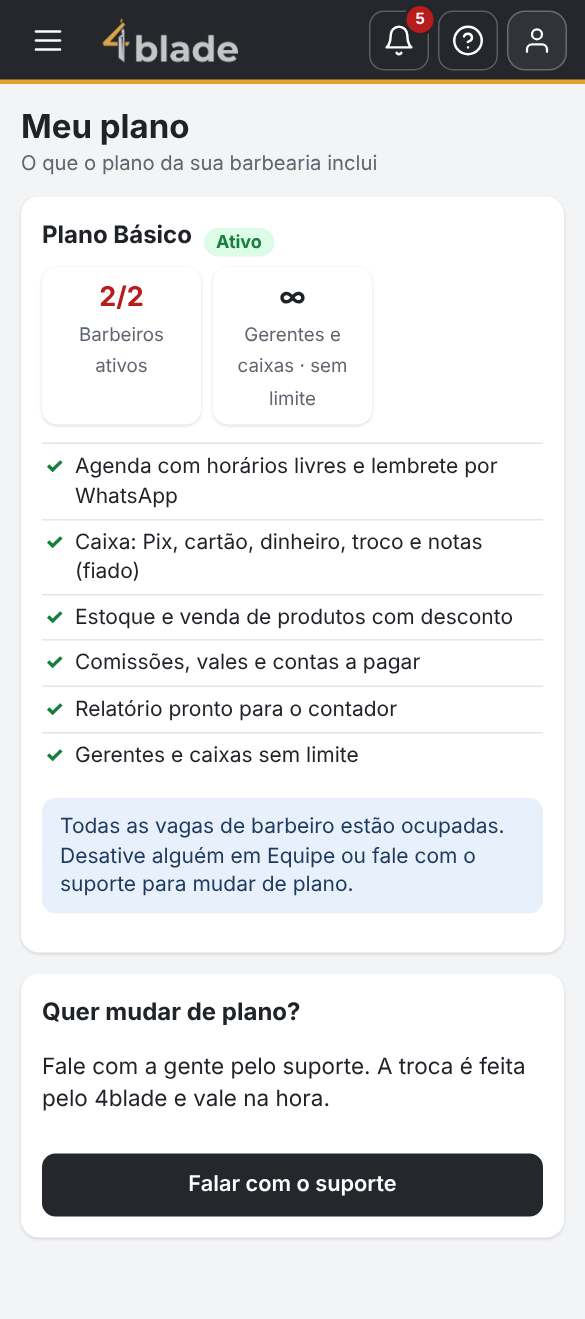 4blade
5
Meu plano
O que o plano da sua barbearia inclui
Plano Básico
Ativo
2/2
Barbeiros
ativos
∞
Gerentes e
caixas · sem
limite
Agenda com horários livres e lembrete por
WhatsApp
Caixa: Pix, cartão, dinheiro, troco e notas
(fiado)
Estoque e venda de produtos com desconto
Comissões, vales e contas a pagar
Relatório pronto para o contador
Gerentes e caixas sem limite
Todas as vagas de barbeiro estão ocupadas.
Desative alguém em Equipe ou fale com o
suporte para mudar de plano.
Quer mudar de plano?
Fale com a gente pelo suporte. A troca é feita
pelo 4blade e vale na hora.
Falar com o suporte